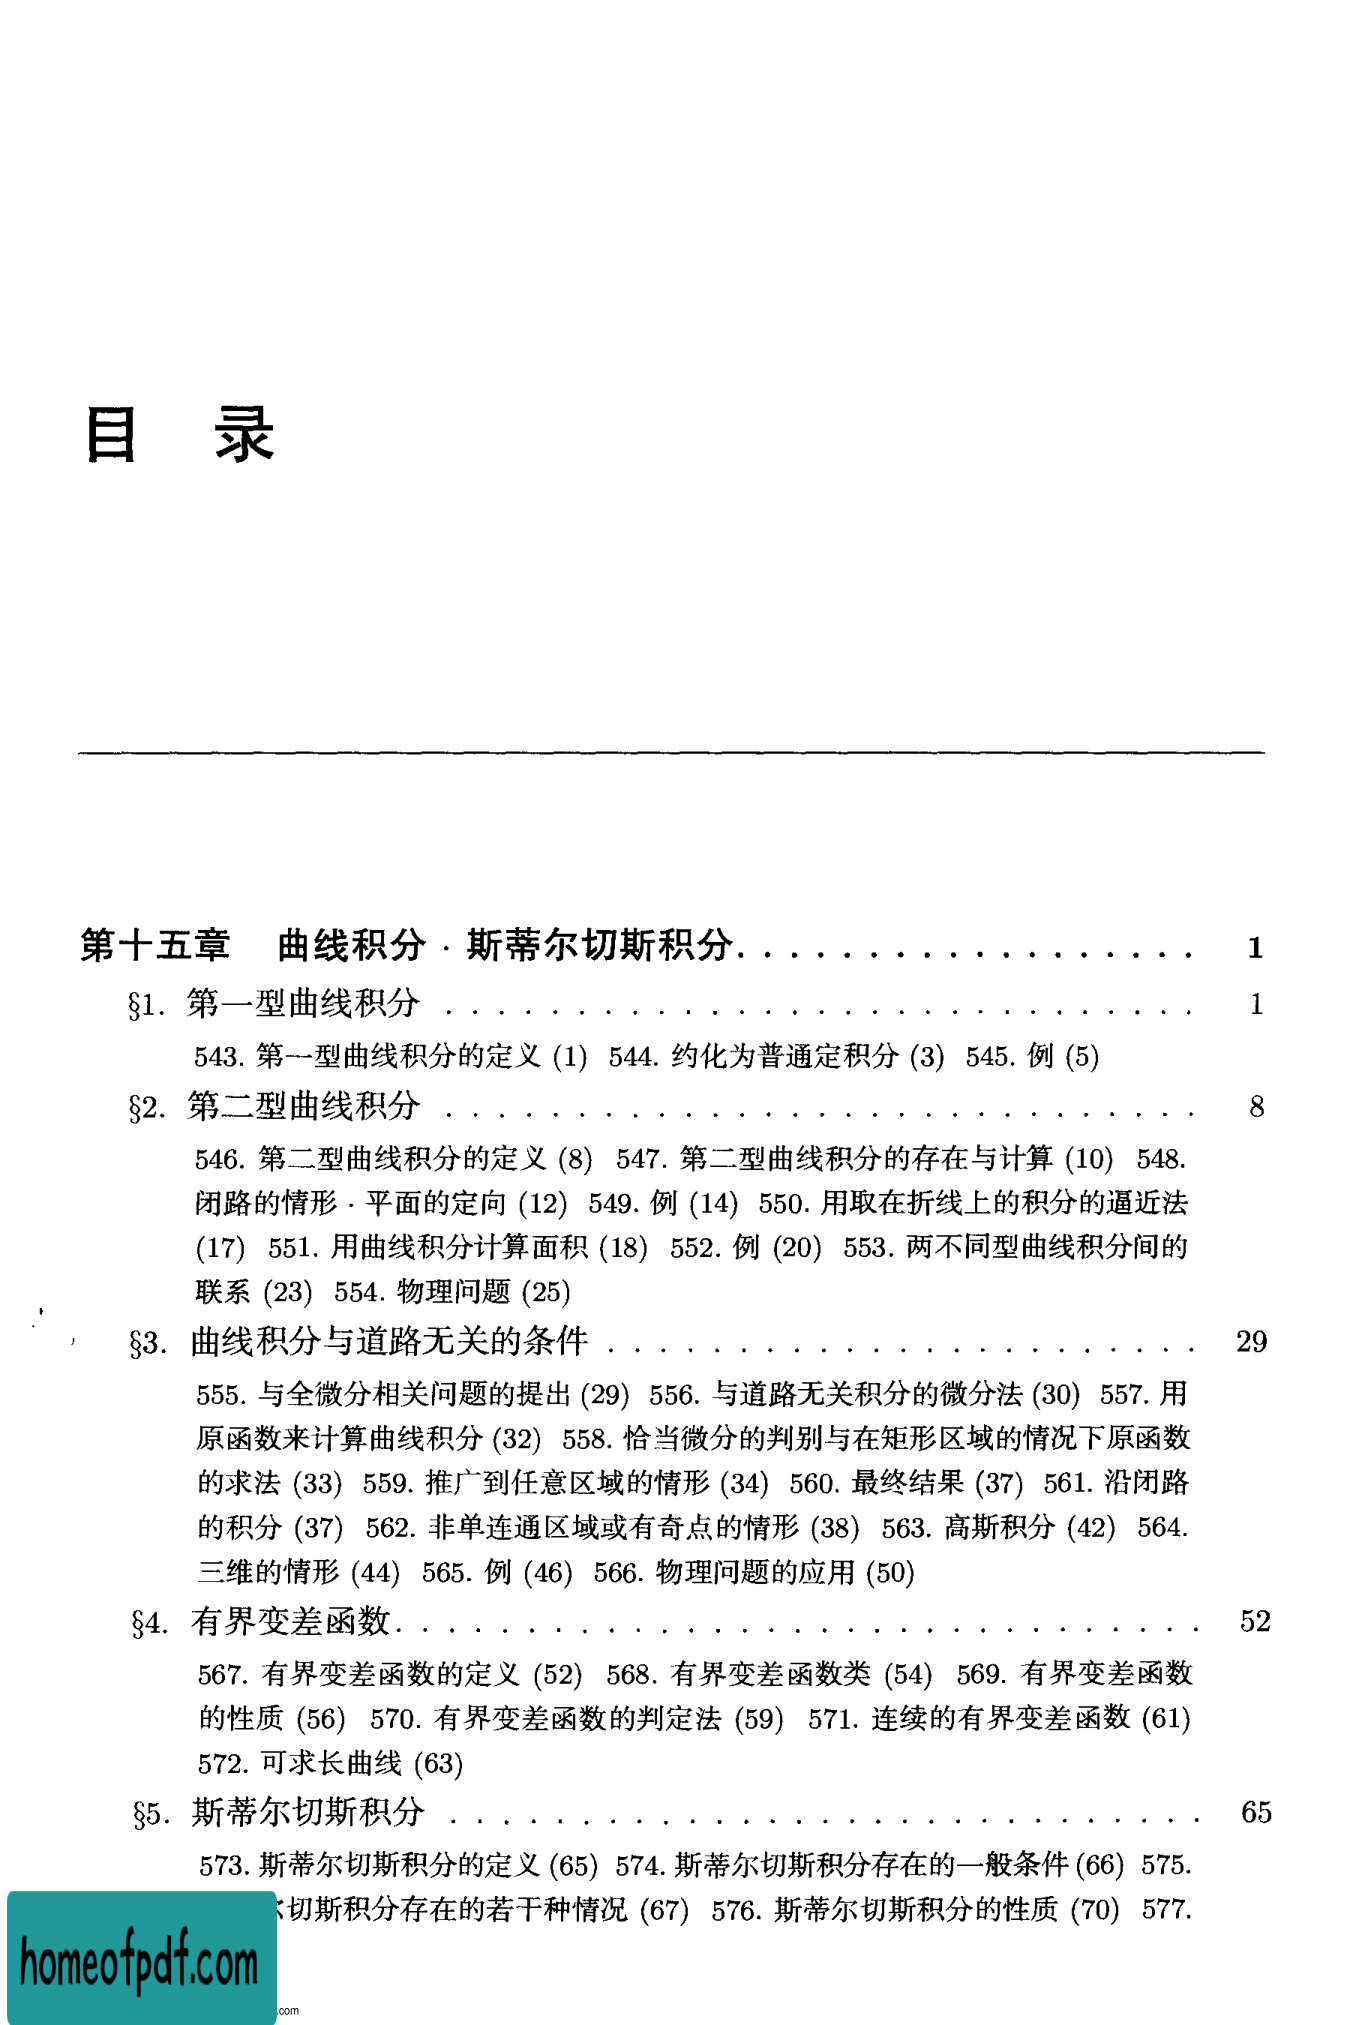 目 录
第十五章 曲线积分 · 斯蒂尔切斯积分. . . . . . . . . . . . . . . . . . 1
§1. 第一型曲线积分 . . . . . . . . . . . . . . . . . . . . . . . . . . . . . 1
543. 第一型曲线积分的定义 (1) 544. 约化为普通定积分 (3) 545. 例 (5)
§2. 第二型曲线积分 . . . . . . . . . . . . . . . . . . . . . . . . . . . . . 8
546. 第二型曲线积分的定义 (8) 547. 第二型曲线积分的存在与计算 (10) 548.
闭路的情形 · 平面的定向 (12) 549. 例 (14) 550. 用取在折线上的积分的逼近法
(17) 551. 用曲线积分计算面积 (18) 552. 例 (20) 553. 两不同型曲线积分间的
联系 (23) 554. 物理问题 (25)
§3. 曲线积分与道路无关的条件 . . . . . . . . . . . . . . . . . . . . . . . 29
555. 与全微分相关问题的提出 (29) 556. 与道路无关积分的微分法 (30) 557. 用
原函数来计算曲线积分 (32) 558. 恰当微分的判别与在矩形区域的情况下原函数
的求法 (33) 559. 推广到任意区域的情形 (34) 560. 最终结果 (37) 561. 沿闭路
的积分 (37) 562. 非单连通区域或有奇点的情形 (38) 563. 高斯积分 (42) 564.
三维的情形 (44) 565. 例 (46) 566. 物理问题的应用 (50)
§4. 有界变差函数. . . . . . . . . . . . . . . . . . . . . . . . . . . . . . . 52
567. 有界变差函数的定义 (52) 568. 有界变差函数类 (54) 569. 有界变差函数
的性质 (56) 570. 有界变差函数的判定法 (59) 571. 连续的有界变差函数 (61)
572. 可求长曲线 (63)
§5. 斯蒂尔切斯积分 . . . . . . . . . . . . . . . . . . . . . . . . . . . . . 65
573. 斯蒂尔切斯积分的定义 (65) 574. 斯蒂尔切斯积分存在的一般条件 (66) 575.
切斯积分存在的若干种情况 (67) 576. 斯蒂尔切斯积分的性质 (70) 577.
homeofpdf.com
.com